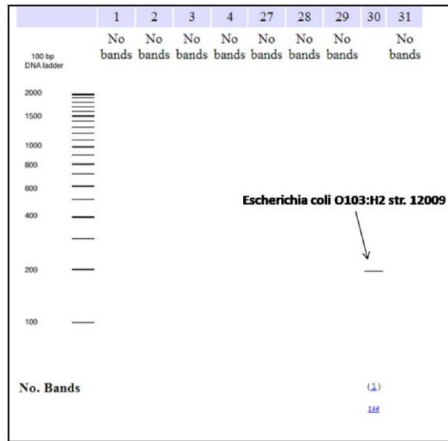 1 2 3 4 27 28 29 30 31
No bands No bands No bands No bands No bands No bands No bands No bands
100 bp
DNA ladder
2000
1500
1000
800
600
400
Escherichia coli O103:H2 str. 12009
200
100
No. Bands (1)